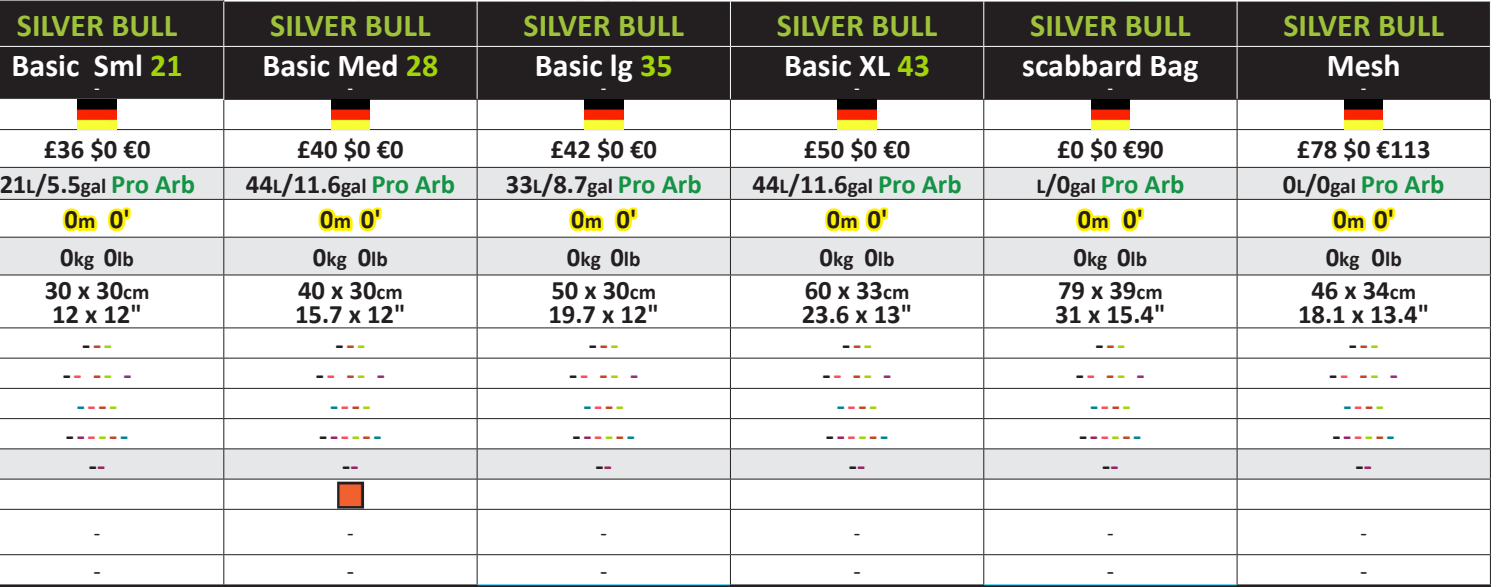 SILVER BULL SILVER BULL SILVER BULL SILVER BULL SILVER BULL SILVER BULL
Basic Sml 21 Basic Med 28 Basic lg 35 Basic XL 43 scabbard Bag Mesh
- - - - - -
£36 $0 €0 £40 $0 €0 £42 $0 €0 £50 $0 €0 £0 $0 €90 £78 $0 €113
21L/5.5gal Pro Arb 44L/11.6gal Pro Arb 33L/8.7gal Pro Arb 44L/11.6gal Pro Arb L/0gal Pro Arb 0L/0gal Pro Arb
0m 0' 0m 0' 0m 0' 0m 0' 0m 0' 0m 0'
0kg 0lb 0kg 0lb 0kg 0lb 0kg 0lb 0kg 0lb 0kg 0lb
30 x 30cm 40 x 30cm 50 x 30cm 60 x 33cm 79 x 39cm 46 x 34cm
12 x 12" 15.7 x 12" 19.7 x 12" 23.6 x 13" 31 x 15.4" 18.1 x 13.4"
--- --- --- --- --- ---
-- -- - -- -- - -- -- - -- -- - -- -- - -- -- -
---- ---- ---- ---- ---- ----
------ ------ ------ ------ ------ ------
-- -- -- -- -- --
- - - - - -
- - - - - -